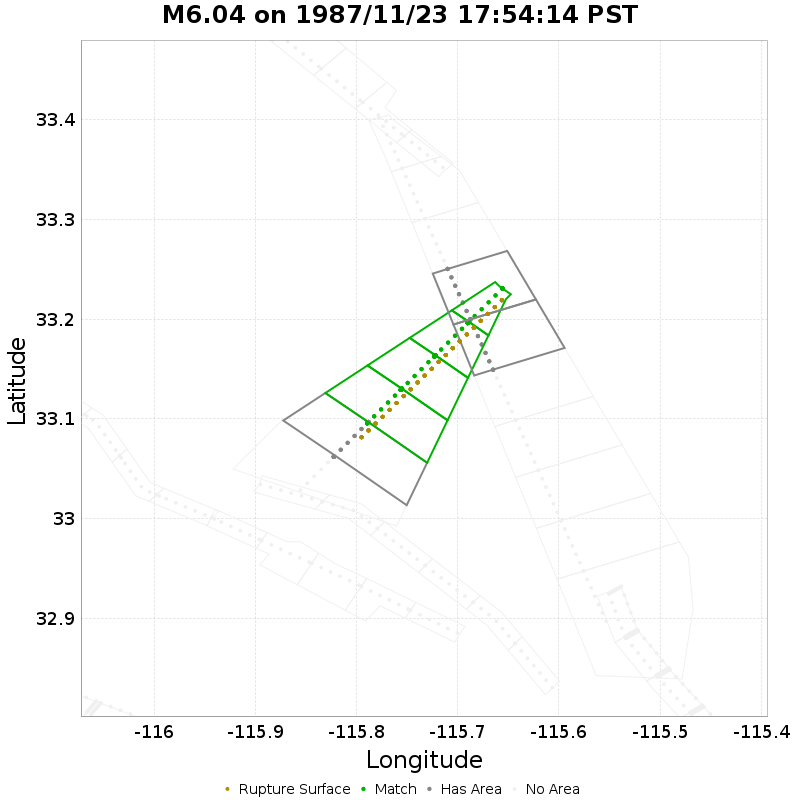 M6.04 on 1987/11/23 17:54:14 PST
33.4
33.3
33.2
33.1
33
32.9
Latitude
-116
-115.9
-115.8
-115.7
-115.6
-115.5
-115.4
Longitude
Rupture Surface
Match
Has Area
No Area